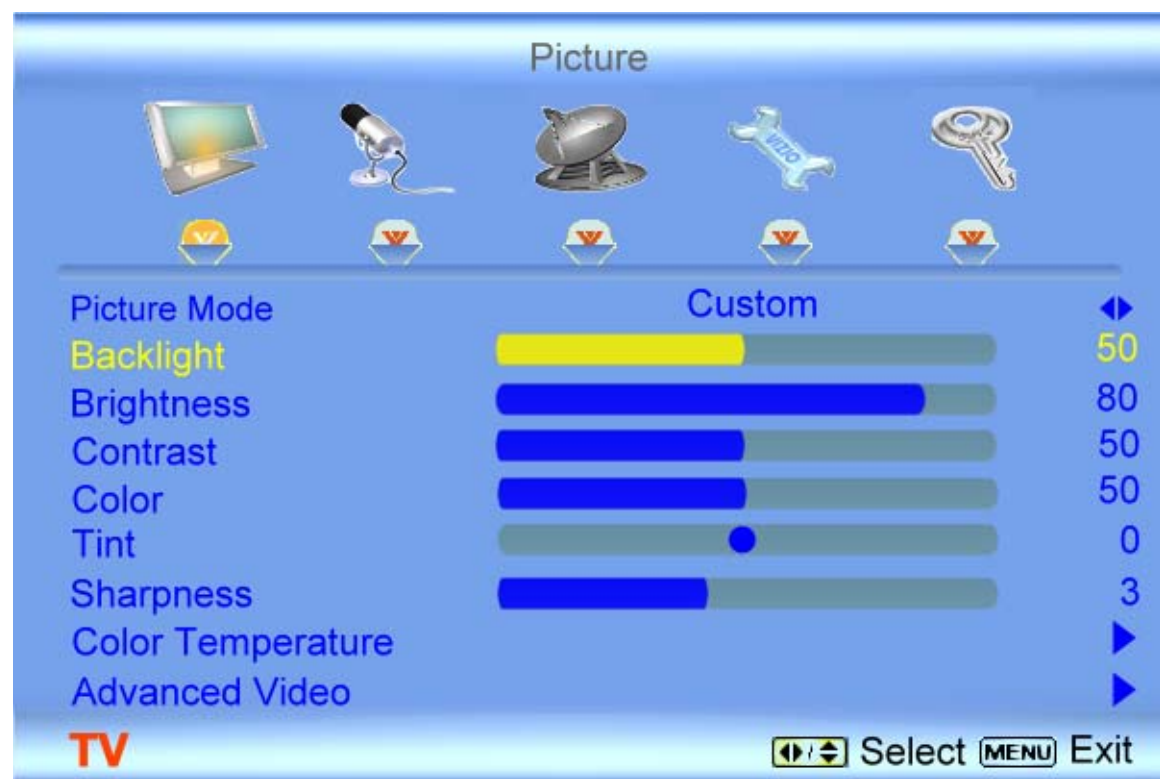 Picture
VIZIO
Picture Mode Custom
Backlight 50
Brightness 80
Contrast 50
Color 50
Tint 0
Sharpness 3
Color Temperature
Advanced Video
TV Select MENU Exit